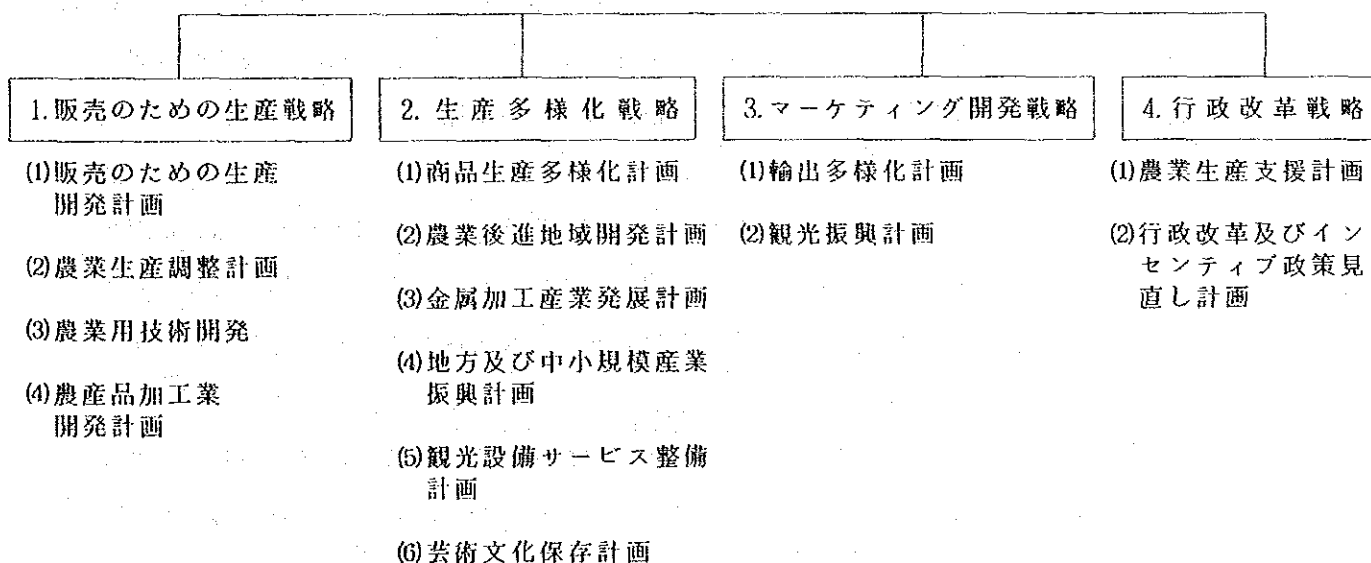 1.販売のための生産戦略
(1)販売のための生産
開発計画
(2)農業生産調整計画
(3)農業用技術開発
(4)農産品加工業
開発計画
2.生産多様化戦略
(1)商品生産多様化計画
(2)農業後進地域開発計画
(3)金属加工産業発展計画
(4)地方及び中小規模産業
振興計画
(5)観光設備サービス整備
計画
(6)芸術文化保存計画
3.マーケティング開発戦略
(1)輸出多様化計画
(2)観光振興計画
4.行政改革戦略
(1)農業生産支援計画
(2)行政改革及びイン
センティブ政策見
直し計画